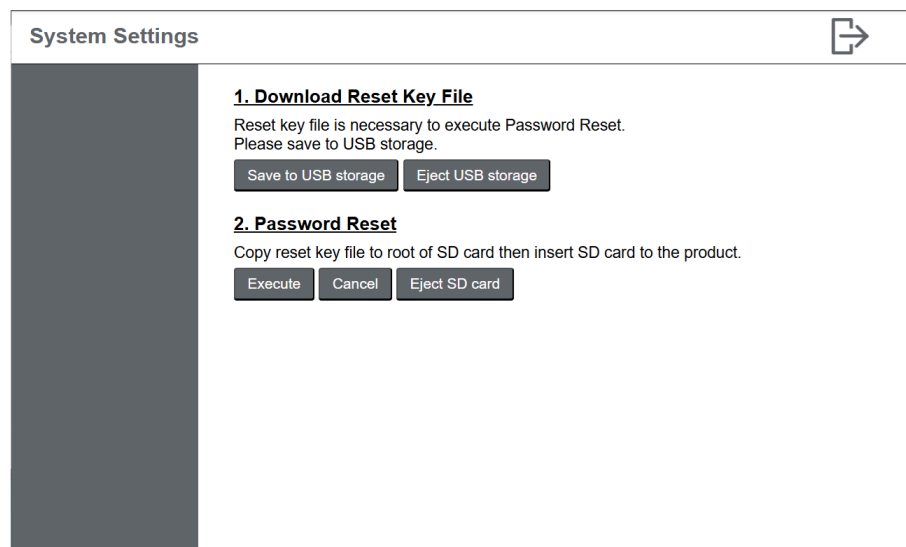 System Settings
1. Download Reset Key File
Reset key file is necessary to execute Password Reset.
Please save to USB storage.
Save to USB storage Eject USB storage
2. Password Reset
Copy reset key file to root of SD card then insert SD card to the product.
Execute Cancel Eject SD card